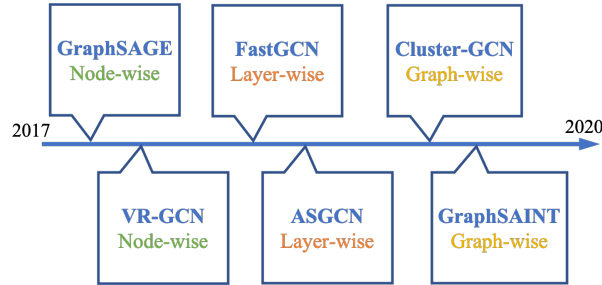 GraphSAGE
Node-wise
FastGCN
Layer-wise
Cluster-GCN
Graph-wise
2017
2020
VR-GCN
Node-wise
ASGCN
Layer-wise
GraphSAINT
Graph-wise